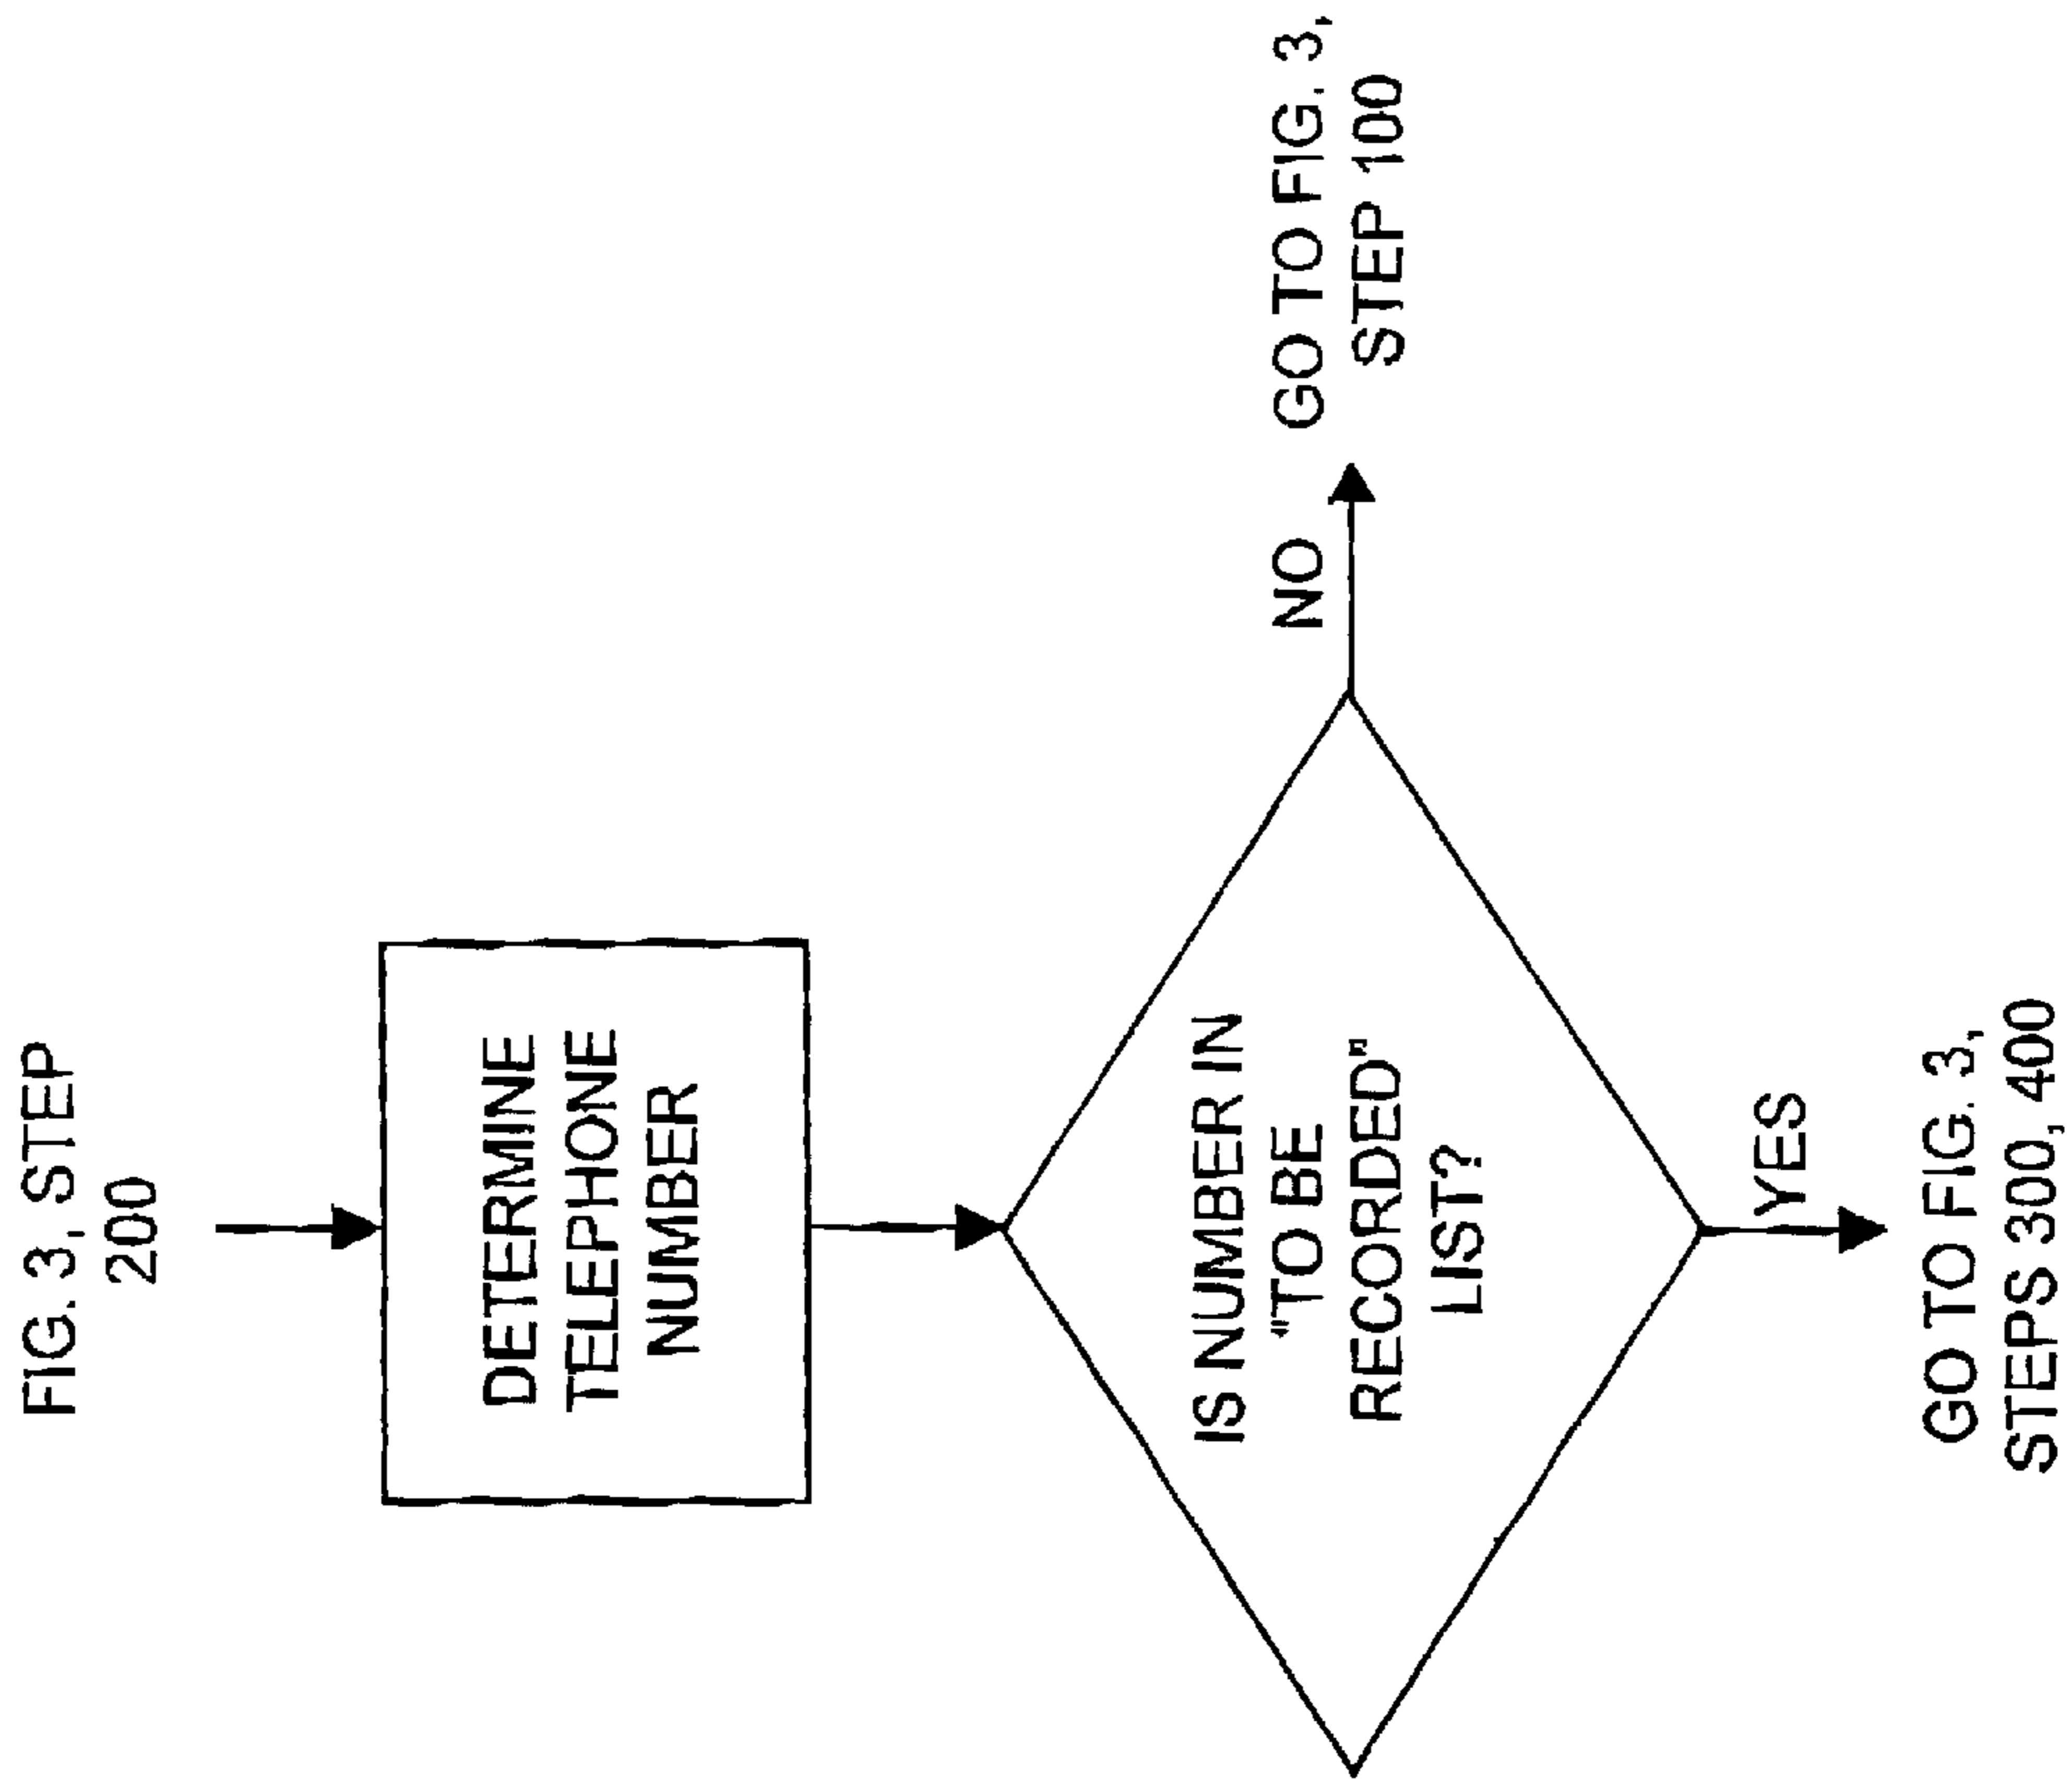 FIG. 3, STEP
200
DETERMINE
TELEPHONE
NUMBER
IS NUMBER IN
"TO BE
RECORDED"
LIST?
NO
GO TO FIG. 3,
STEP 100
YES
GO TO FIG. 3,
STEPS 300, 400